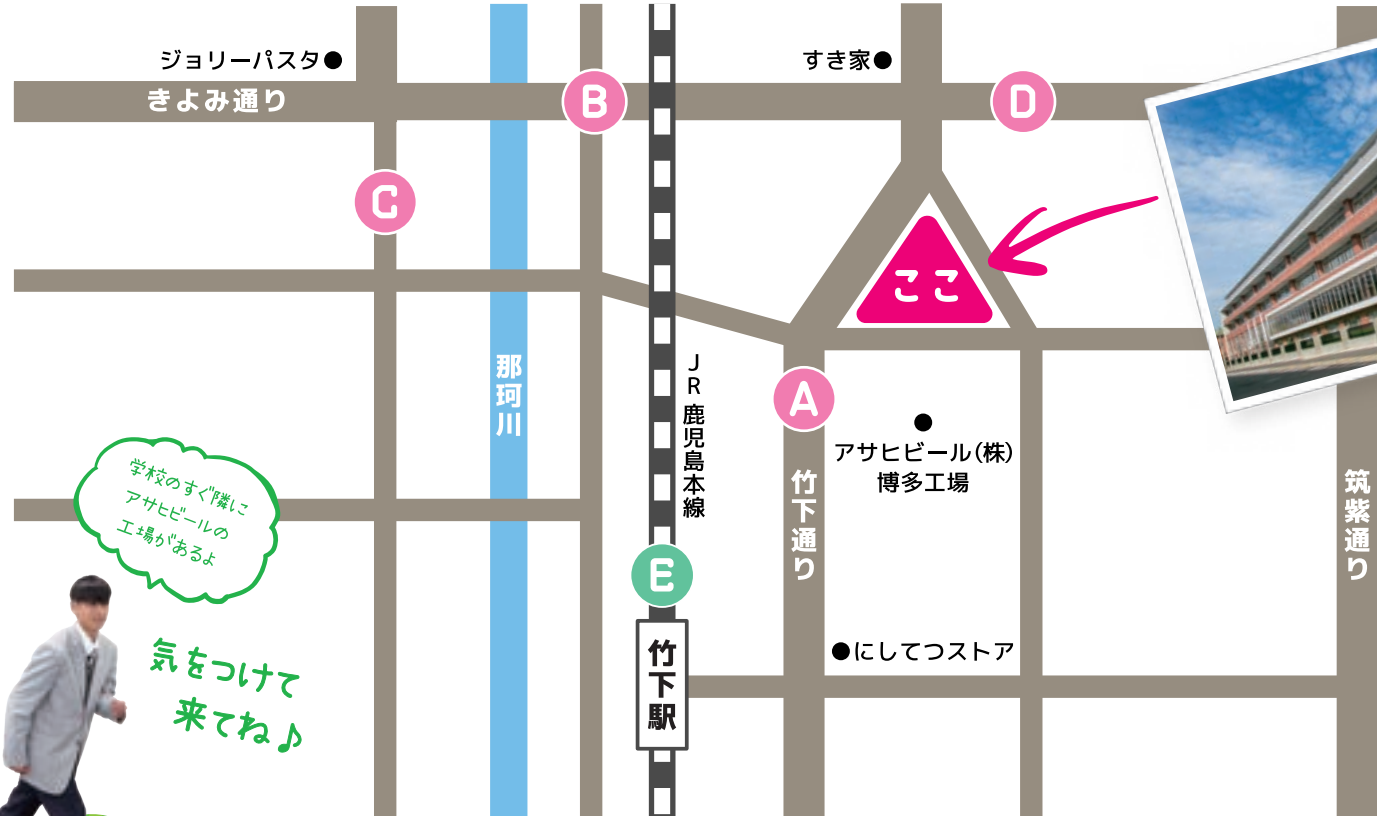 ジョリーパスタ●
すき家●
きよみ通り
B
D
C
ここ
那珂川
JR鹿児島本線
A
●
アサヒビール(株)
博多工場
竹下通り
筑紫通り
学校のすぐ隣に
アサヒビールの
工場があるよ
E
竹下駅
●にしてつストア
気をつけて
来てね♪